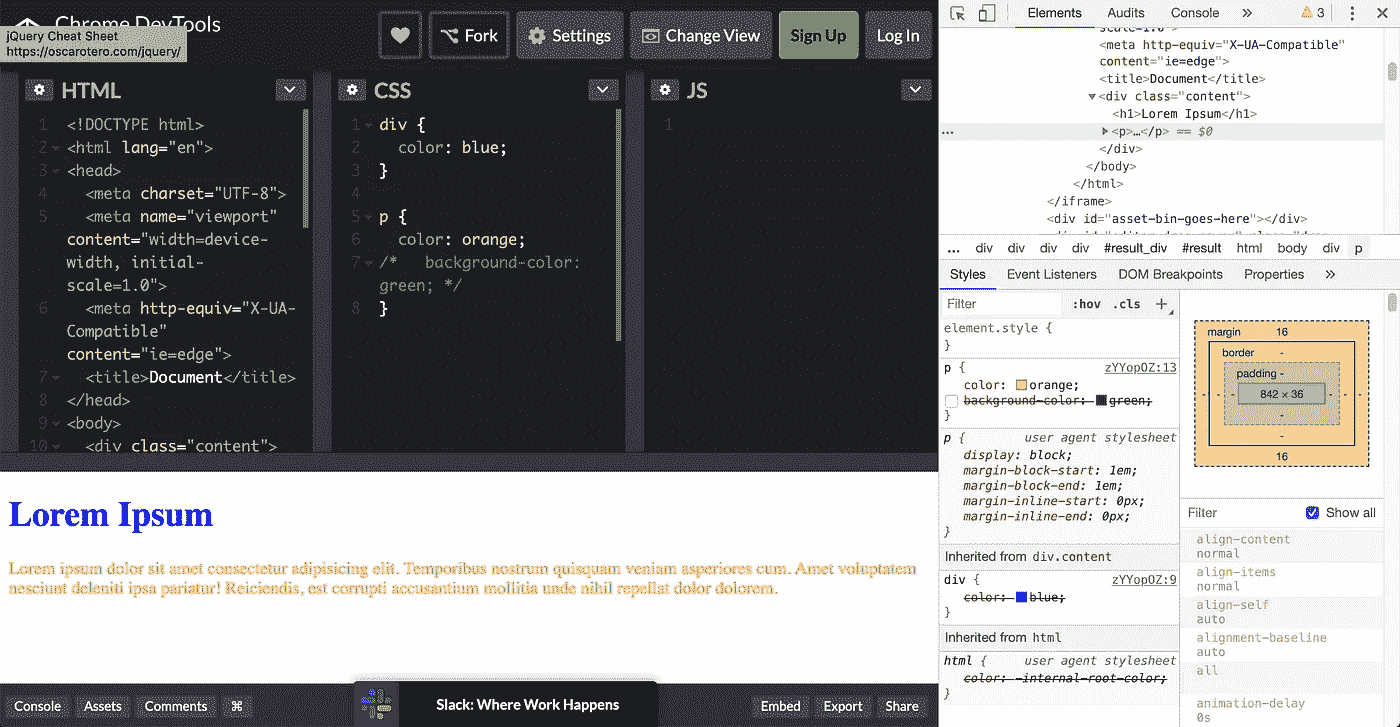 Chrome DevTools
jQuery Cheat Sheet
https://oscarotero.com/jquery/
Fork
Settings
Change View
Sign Up
Log In
HTML
1 <!DOCTYPE html>
2 <html lang="en">
3 <head>
4 <meta charset="UTF-8">
5 <meta name="viewport"
content="width=device-
width, initial-
scale=1.0">
6 <meta http-equiv="X-UA-
Compatible"
content="ie=edge">
7 <title>Document</title>
8 </head>
9 <body>
10 <div class="content">
CSS
1 div {
2 color: blue;
3 }
4
5 p {
6 color: orange;
7 /* background-color:
green; */
8 }
JS
1
Lorem Ipsum
Lorem ipsum dolor sit amet consectetur adipisicing elit. Temporibus nostrum quisquam veniam asperiores cum. Amet voluptatem
nesciunt deleniti ipsa pariatur! Reiciendis, est corrupti accusantium mollitia unde nihil repellat dolor dolorem.
Console
Assets
Comments
⌘
Slack: Where Work Happens
Embed
Export
Share
Elements
Audits
Console
»
3
scale=1.0">
<meta http-equiv="X-UA-Compatible"
content="ie=edge">
<title>Document</title>
▼<div class="content">
<h1>Lorem Ipsum</h1>
… ▶<p>…</p> == $0
</div>
</body>
</html>
</iframe>
<div id="asset-bin-goes-here"></div>
… div div div div #result_div #result html body div p
Styles Event Listeners DOM Breakpoints Properties »
Filter :hov .cls +
element.style {
}
p { zYYopOZ:13
color: orange;
background-color: green;
}
p { user agent stylesheet
display: block;
margin-block-start: 1em;
margin-block-end: 1em;
margin-inline-start: 0px;
margin-inline-end: 0px;
}
Inherited from div.content
div { zYYopOZ:9
color: blue;
}
Inherited from html
html { user agent stylesheet
color: -internal-root-color;
}
margin 16
border -
padding -
- - - 842 × 36 - - -
-
-
16
Filter Show all
align-content
normal
align-items
normal
align-self
auto
alignment-baseline
auto
all
animation-delay
0s